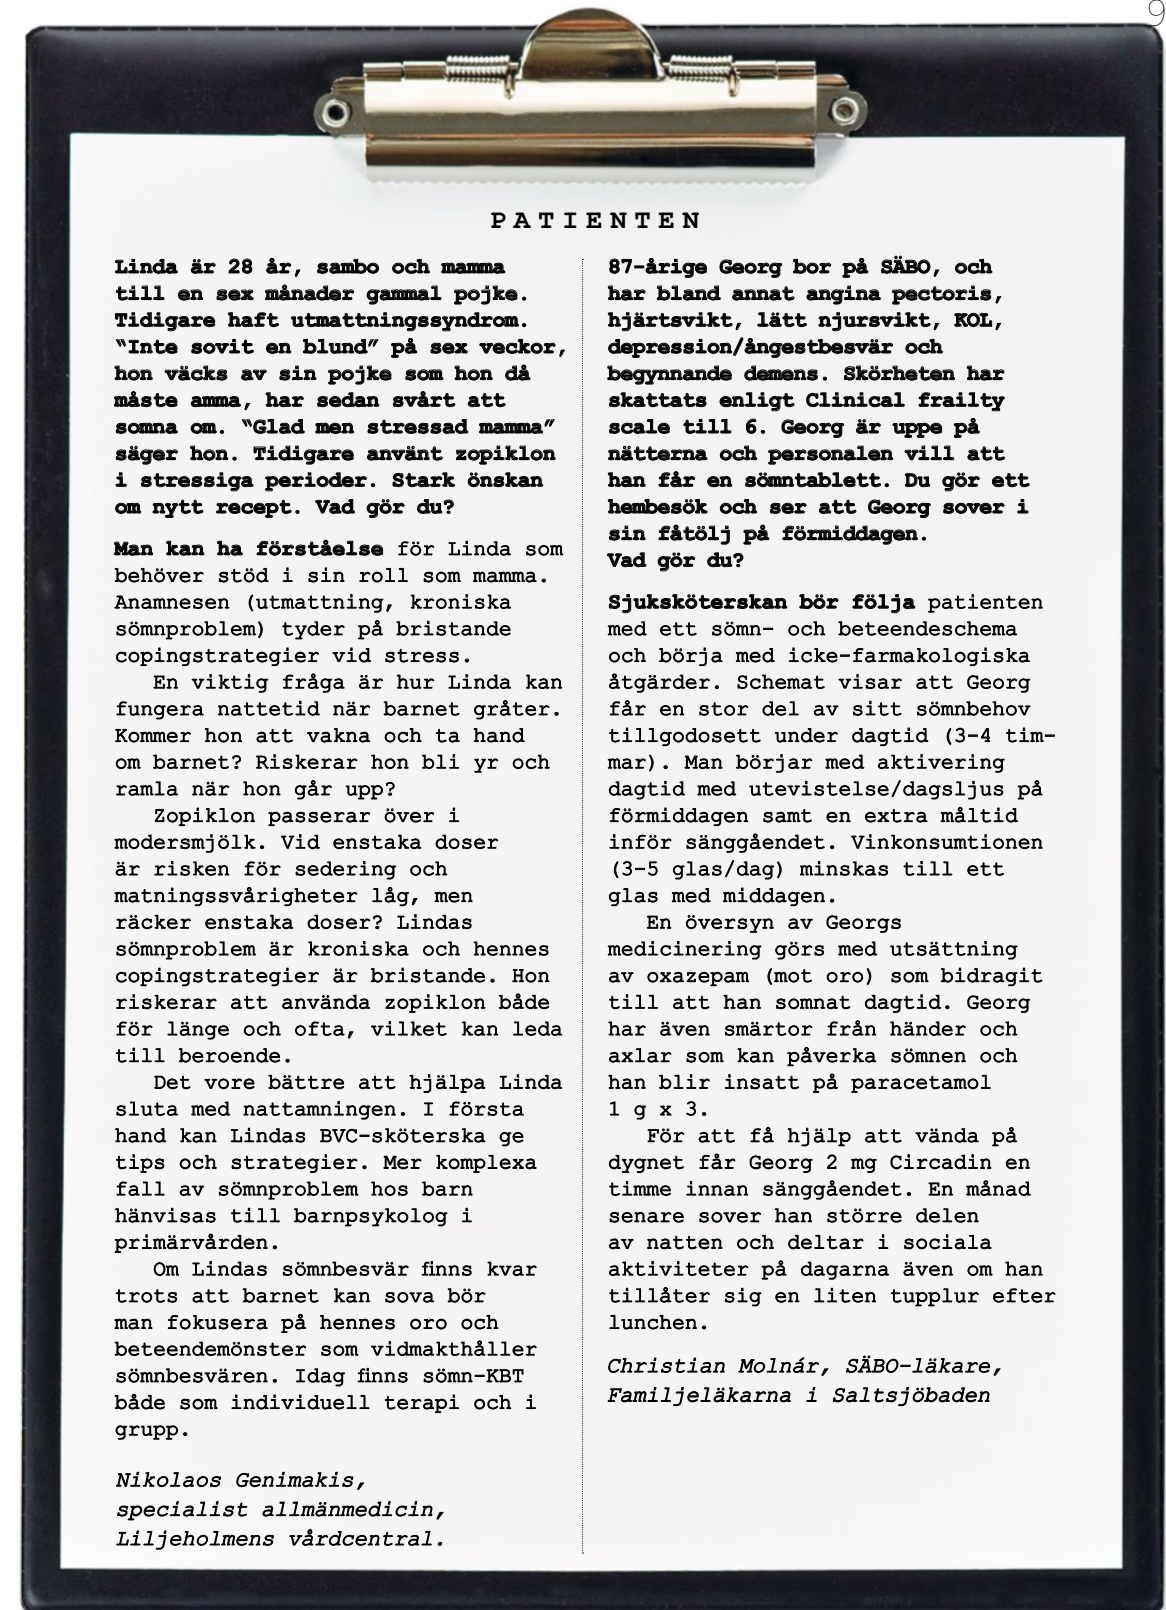 9
PATIENTEN
Linda är 28 år, sambo och mamma
till en sex månader gammal pojke.
Tidigare haft utmattningssyndrom.
“Inte sovit en blund” på sex veckor,
hon väcks av sin pojke som hon då
måste amma, har sedan svårt att
somna om. “Glad men stressad mamma”
säger hon. Tidigare använt zopiklon
i stressiga perioder. Stark önskan
om nytt recept. Vad gör du?
Man kan ha förståelse för Linda som
behöver stöd i sin roll som mamma.
Anamnesen (utmattning, kroniska
sömnproblem) tyder på bristande
copingstrategier vid stress.
En viktig fråga är hur Linda kan
fungera nattetid när barnet gråter.
Kommer hon att vakna och ta hand
om barnet? Riskerar hon bli yr och
ramla när hon går upp?
Zopiklon passerar över i
modersmjölk. Vid enstaka doser
är risken för sedering och
matningssvårigheter låg, men
räcker enstaka doser? Lindas
sömnproblem är kroniska och hennes
copingstrategier är bristande. Hon
riskerar att använda zopiklon både
för länge och ofta, vilket kan leda
till beroende.
Det vore bättre att hjälpa Linda
sluta med nattamningen. I första
hand kan Lindas BVC-sköterska ge
tips och strategier. Mer komplexa
fall av sömnproblem hos barn
hänvisas till barnpsykolog i
primärvården.
Om Lindas sömnbesvär finns kvar
trots att barnet kan sova bör
man fokusera på hennes oro och
beteendemönster som vidmakthåller
sömnbesvären. Idag finns sömn-KBT
både som individuell terapi och i
grupp.
Nikolaos Genimakis,
specialist allmänmedicin,
Liljeholmens vårdcentral.
87-årige Georg bor på SÄBO, och
har bland annat angina pectoris,
hjärtsvikt, lätt njursvikt, KOL,
depression/ångestbesvär och
begynnande demens. Skörheten har
skattats enligt Clinical frailty
scale till 6. Georg är uppe på
nätterna och personalen vill att
han får en sömntablett. Du gör ett
hembesök och ser att Georg sover i
sin fåtölj på förmiddagen.
Vad gör du?
Sjuksköterskan bör följa patienten
med ett sömn- och beteendeschema
och börja med icke-farmakologiska
åtgärder. Schemat visar att Georg
får en stor del av sitt sömnbehov
tillgodosett under dagtid (3-4 tim-
mar). Man börjar med aktivering
dagtid med utevistelse/dagsljus på
förmiddagen samt en extra måltid
inför sänggåendet. Vinkonsumtionen
(3-5 glas/dag) minskas till ett
glas med middagen.
En översyn av Georgs
medicinering görs med utsättning
av oxazepam (mot oro) som bidragit
till att han somnat dagtid. Georg
har även smärtor från händer och
axlar som kan påverka sömnen och
han blir insatt på paracetamol
1 g x 3.
För att få hjälp att vända på
dygnet får Georg 2 mg Circadin en
timme innan sänggåendet. En månad
senare sover han större delen
av natten och deltar i sociala
aktiviteter på dagarna även om han
tillåter sig en liten tupplur efter
lunchen.
Christian Molnár, SÄBO-läkare,
Familjeläkarna i Saltsjöbaden